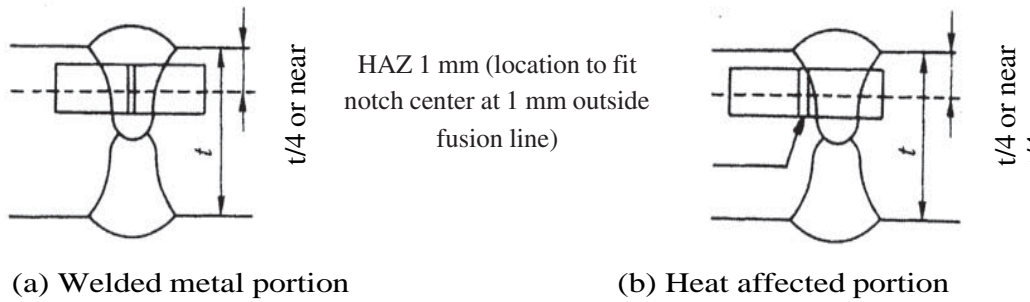 t/4 or near
t
HAZ 1 mm (location to fit
notch center at 1 mm outside
fusion line)
t
t/4 or near
(a) Welded metal portion
(b) Heat affected portion